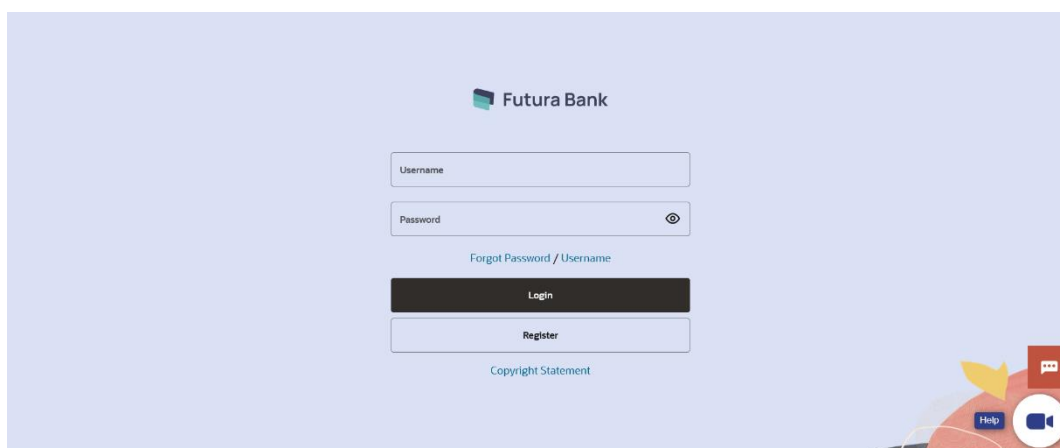 Futura Bank
Username
Password
Forgot Password / Username
Login
Register
Copyright Statement
Help